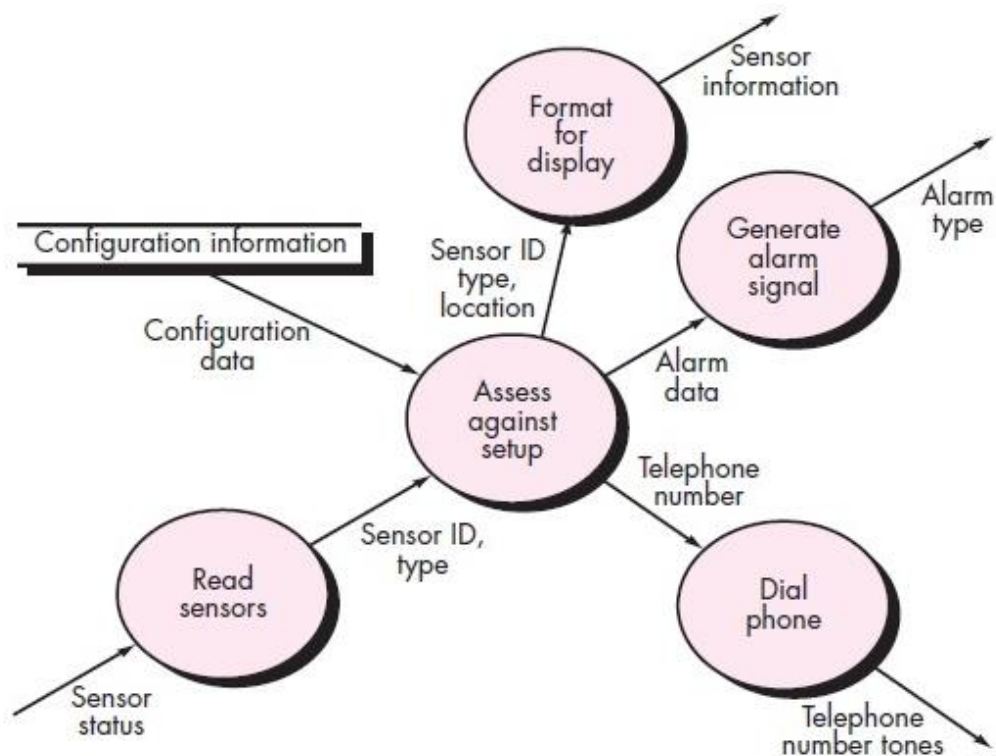 Sensor
information
Format
for
display
Alarm
type
Generate
alarm
signal
Configuration information
Sensor ID
type,
location
Configuration
data
Alarm
data
Assess
against
setup
Telephone
number
Sensor ID,
type
Read
sensors
Dial
phone
Sensor
status
Telephone
number tones